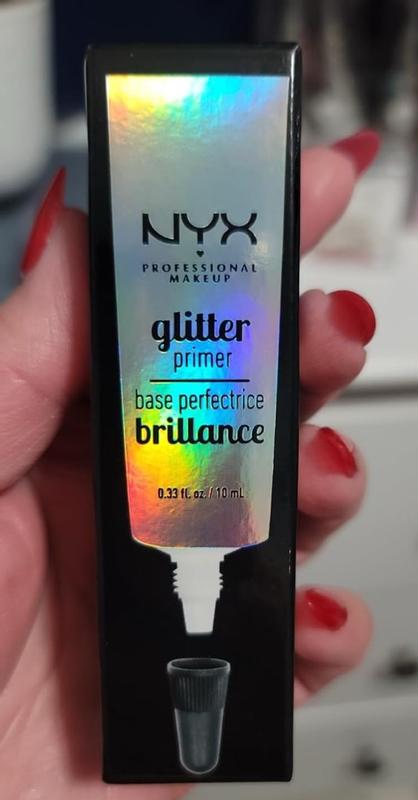 NYX
PROFESSIONAL
MAKEUP
glitter
primer
base perfectrice
brillance
0.33 fl. oz. / 10 mL